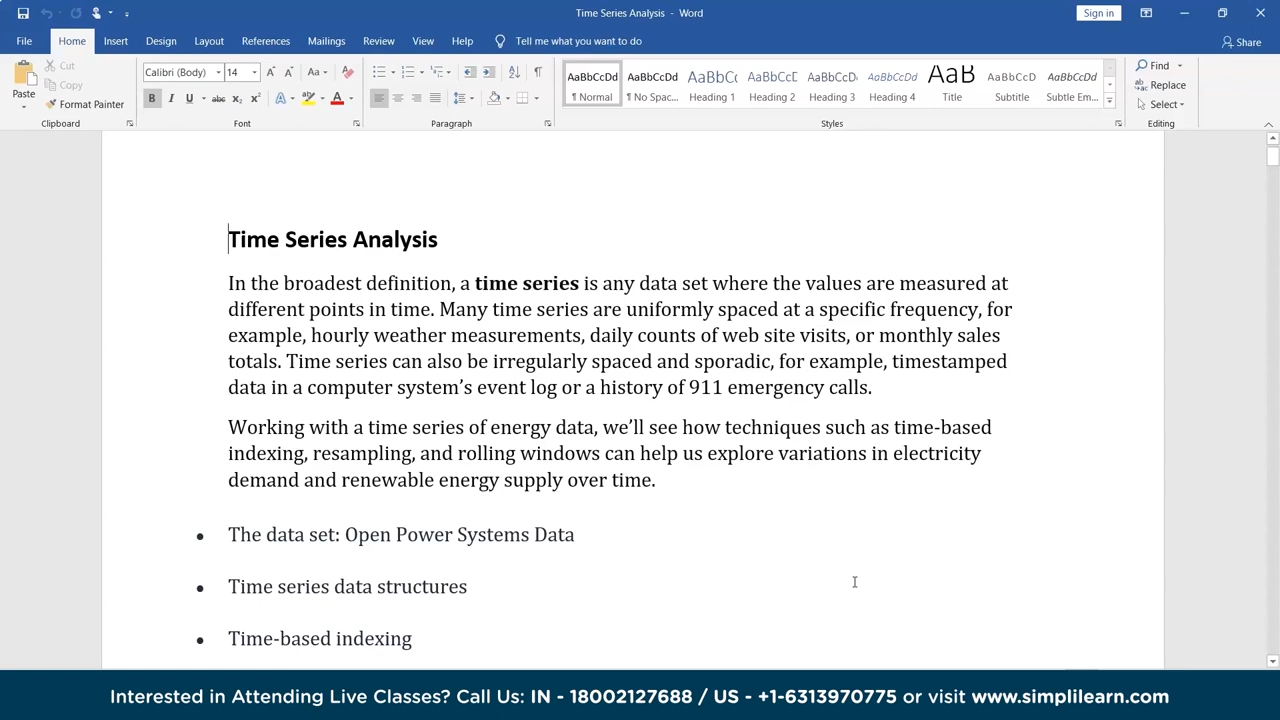 Time Series Analysis - Word
Sign in
File Home Insert Design Layout References Mailings Review View Help Tell me what you want to do Share
Paste
Cut
Copy
Format Painter
Clipboard
Calibri (Body) 14
Font
Paragraph
AaBbCcDd AaBbCcDd AaBbCc AaBbCcE AaBbCcD AaBbCcD AaB AaBbCcD AaBbCcDd
¶ Normal ¶ No Spac... Heading 1 Heading 2 Heading 3 Heading 4 Title Subtitle Subtle Em...
Styles
Find
Replace
Select
Editing
Time Series Analysis
In the broadest definition, a time series is any data set where the values are measured at
different points in time. Many time series are uniformly spaced at a specific frequency, for
example, hourly weather measurements, daily counts of web site visits, or monthly sales
totals. Time series can also be irregularly spaced and sporadic, for example, timestamped
data in a computer system’s event log or a history of 911 emergency calls.
Working with a time series of energy data, we’ll see how techniques such as time-based
indexing, resampling, and rolling windows can help us explore variations in electricity
demand and renewable energy supply over time.
• The data set: Open Power Systems Data
• Time series data structures
• Time-based indexing
Interested in Attending Live Classes? Call Us: IN - 18002127688 / US - +1-6313970775 or visit www.simplilearn.com